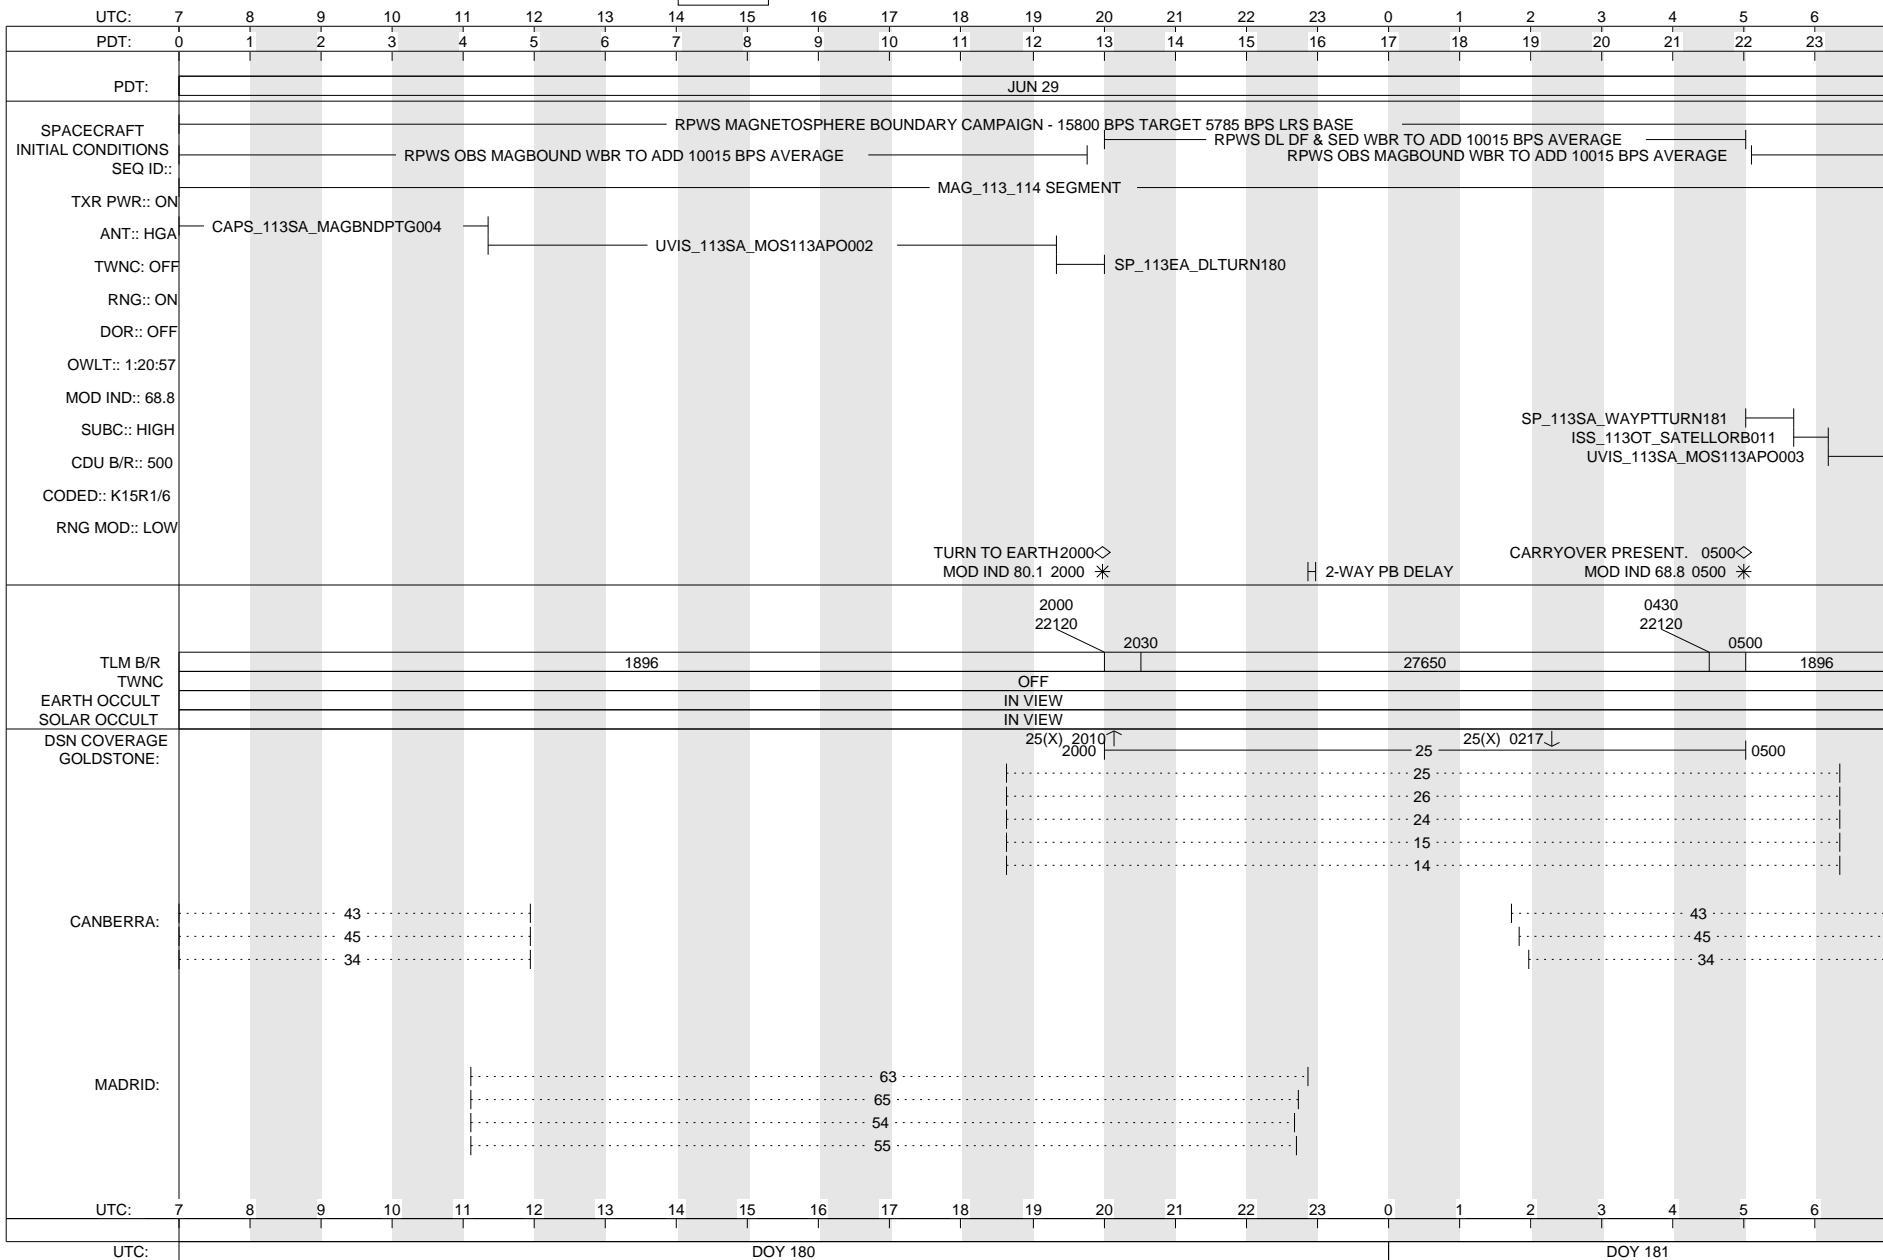 UTC: 7 8 9 10 11 12 13 14 15 16 17 18 19 20 21 22 23 0 1 2 3 4 5 6
PDT: 0 1 2 3 4 5 6 7 8 9 10 11 12 13 14 15 16 17 18 19 20 21 22 23
PDT: JUN 29
RPWS MAGNETOSPHERE BOUNDARY CAMPAIGN - 15800 BPS TARGET 5785 BPS LRS BASE
SPACECRAFT
RPWS DL DF & SED WBR TO ADD 10015 BPS AVERAGE
INITIAL CONDITIONS
RPWS OBS MAGBOUND WBR TO ADD 10015 BPS AVERAGE RPWS OBS MAGBOUND WBR TO ADD 10015 BPS AVERAGE
SEQ ID::
MAG_113_114 SEGMENT
TXR PWR:: ON
CAPS_113SA_MAGBNDPTG004
ANT:: HGA
UVIS_113SA_MOS113APO002
TWNC: OFF SP_113EA_DLTURN180
RNG:: ON
DOR:: OFF
OWLT:: 1:20:57
MOD IND:: 68.8
SP_113SA_WAYPTTURN181
SUBC:: HIGH
ISS_113OT_SATELLORB011
UVIS_113SA_MOS113APO003
CDU B/R:: 500
CODED:: K15R1/6
RNG MOD:: LOW
TURN TO EARTH 2000 CARRYOVER PRESENT. 0500
MOD IND 80.1 2000 2-WAY PB DELAY MOD IND 68.8 0500
2000 0430
22120 22120
2030 0500
TLM B/R 1896 27650 1896
TWNC OFF
EARTH OCCULT IN VIEW
SOLAR OCCULT IN VIEW
DSN COVERAGE 25(X) 2010 25(X) 0217
GOLDSTONE: 2000 25 0500
25
26
24
15
14
CANBERRA: 43 43
45 45
34 34
MADRID: 63
65
54
55
UTC: 7 8 9 10 11 12 13 14 15 16 17 18 19 20 21 22 23 0 1 2 3 4 5 6
UTC: DOY 180 DOY 181